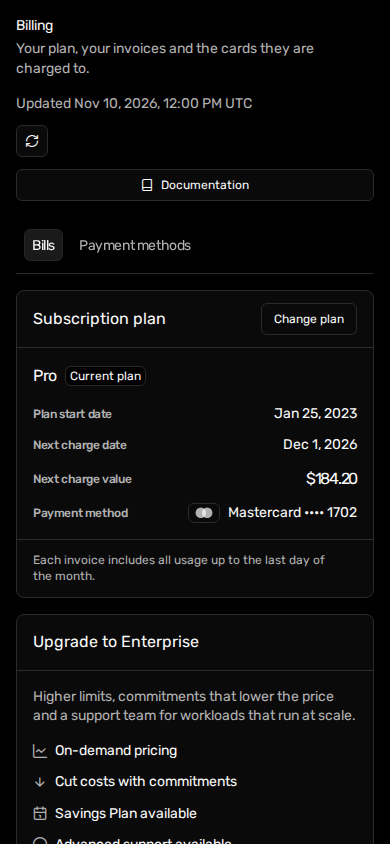 Billing
Your plan, your invoices and the cards they are
charged to.
Updated Nov 10, 2026, 12:00 PM UTC
Documentation
Bills Payment methods
Subscription plan Change plan
Pro Current plan
Plan start date Jan 25, 2023
Next charge date Dec 1, 2026
Next charge value $184.20
Payment method Mastercard •••• 1702
Each invoice includes all usage up to the last day of
the month.
Upgrade to Enterprise
Higher limits, commitments that lower the price
and a support team for workloads that run at scale.
On-demand pricing
Cut costs with commitments
Savings Plan available
Advanced support available